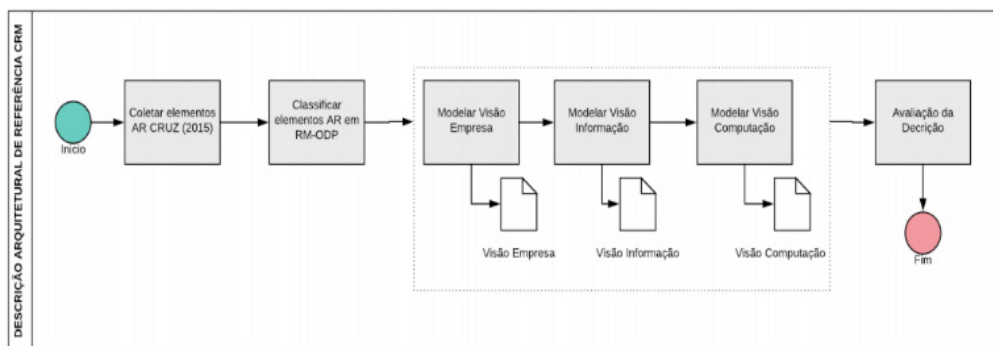 DESCRIÇÃO ARQUITETURAL DE REFERÊNCIA CRM
Início
Coletar elementos
AR CRUZ (2015)
Classificar
elementos AR em
RM-ODP
Modelar Visão
Empresa
Modelar Visão
Informação
Modelar Visão
Computação
Avaliação da
Decrição
Visão Empresa
Visão Informação
Visão Computação
Fim